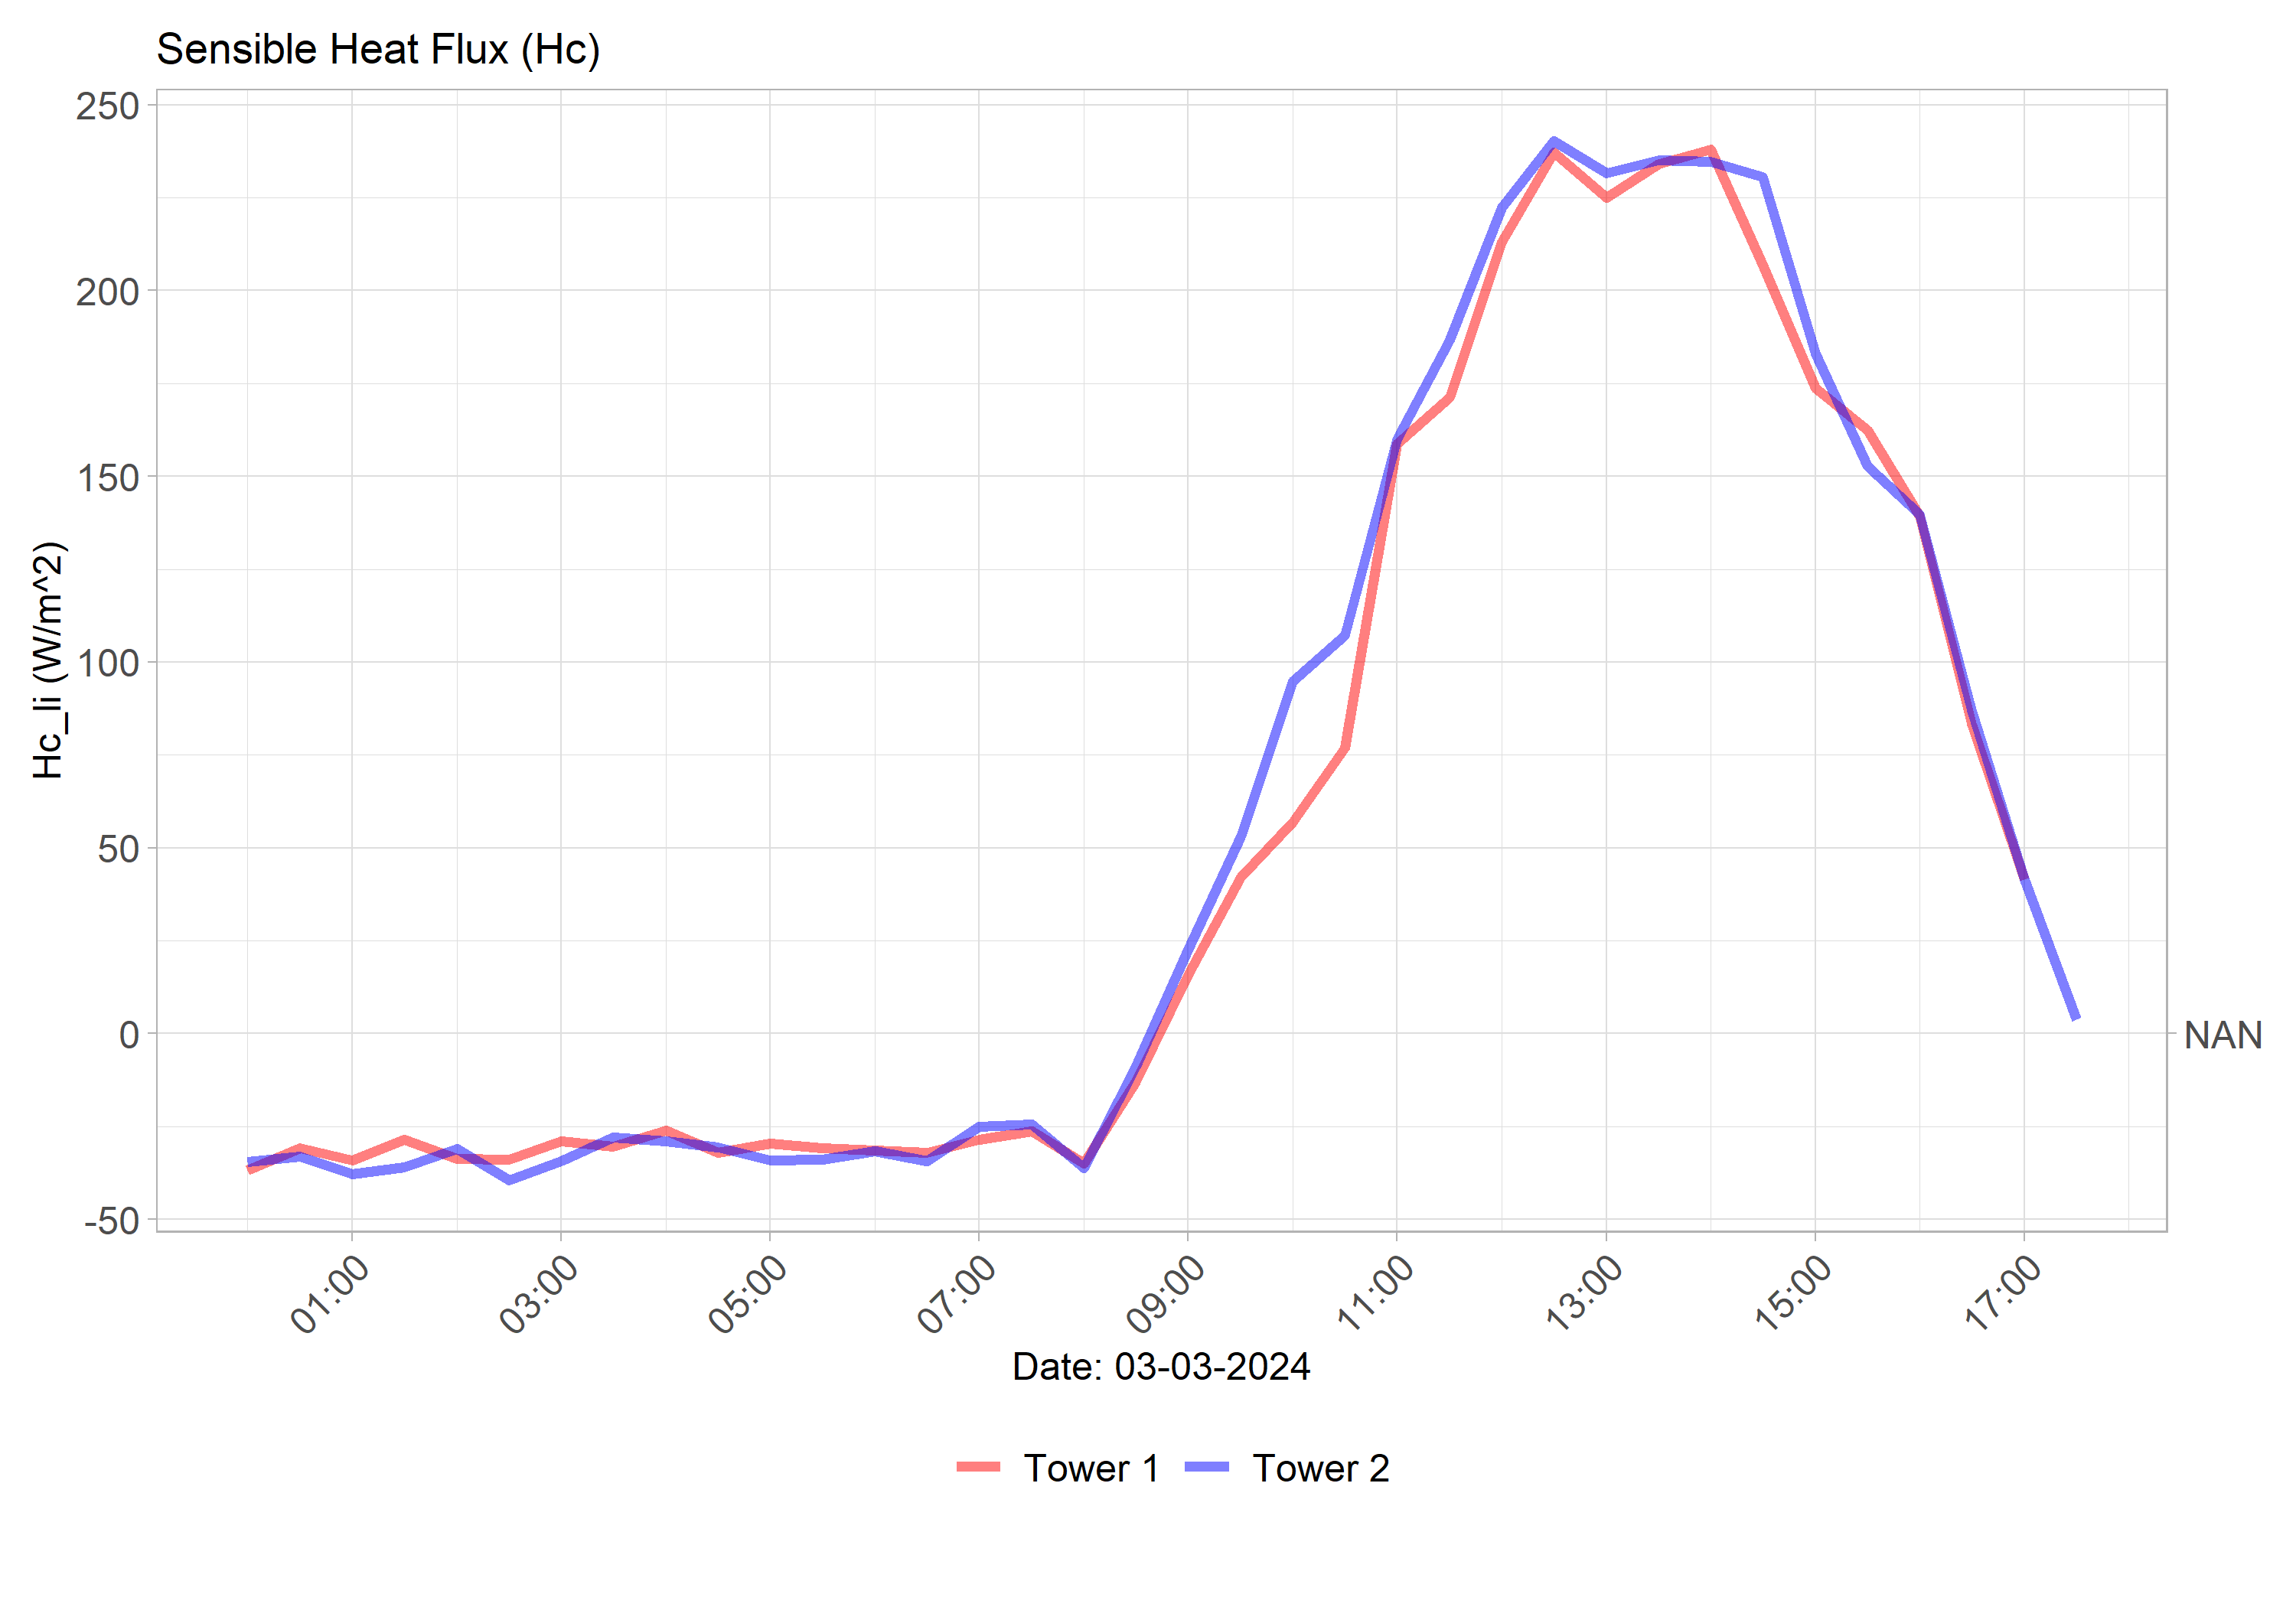 Sensible Heat Flux (Hc)
Hc_li (W/m^2)
250
200
150
100
50
0
-50
NAN
01:00
03:00
05:00
07:00
09:00
11:00
13:00
15:00
17:00
Date: 03-03-2024
Tower 1
Tower 2